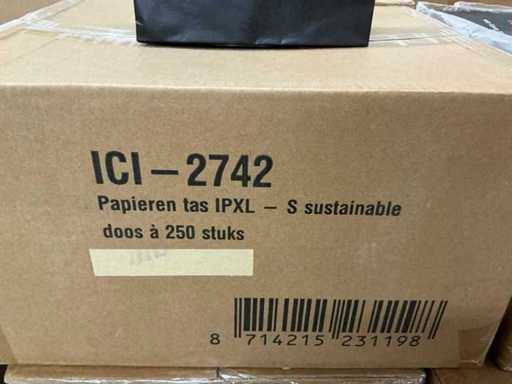 ICI – 2742
Papieren tas IPXL – S sustainable
doos à 250 stuks
8 714215 231198